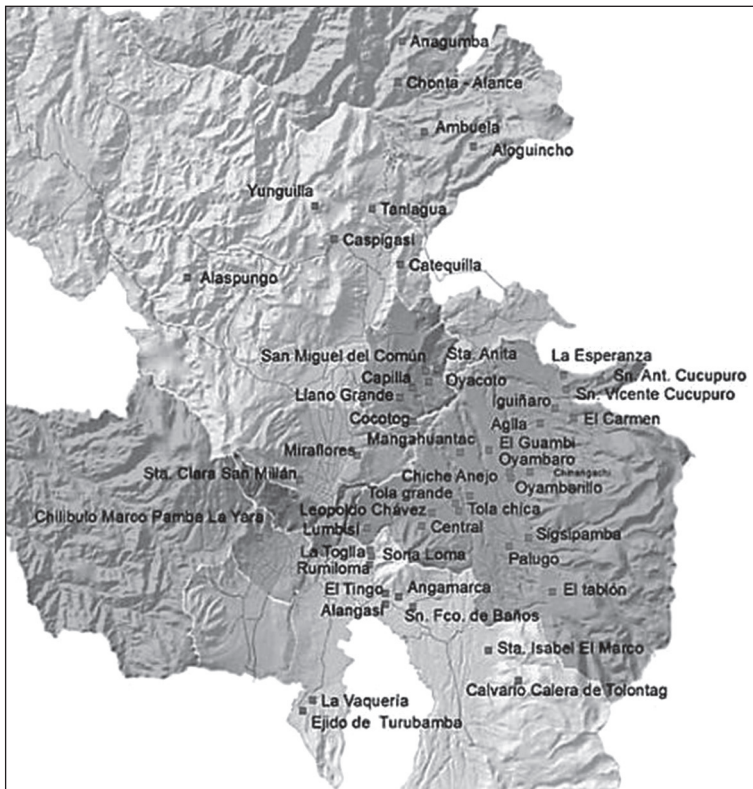 Anagumba
Chonta - Alance
Ambuela
Aloguincho
Yunguilla
Tanlagua
Caspigasi
Catequilla
Alaspungo
San Miguel del Común
Sta. Anita
La Esperanza
Capilla
Oyacoto
Sn. Ant. Cucupuro
Llano Grande
Sn. Vicente Cucupuro
Iguiñaro
Cocotog
Aglla
El Carmen
Mangahuantac
El Guambi
Miraflores
Oyambaro
Sta. Clara San Millán
Chiche Anejo
Chinangachi
Oyambarillo
Tola grande
Leopoldo Chávez
Tola chica
Chilibulo Marco Pamba La Yara
Lumbisí
Central
Sigsipamba
La Toglla
Soria Loma
Palugo
Rumiloma
El Tingo
Angamarca
El tablón
Alangasí
Sn. Fco. de Baños
Sta. Isabel El Marco
Calvario Calera de Tolontag
La Vaquería
Ejido de Turubamba